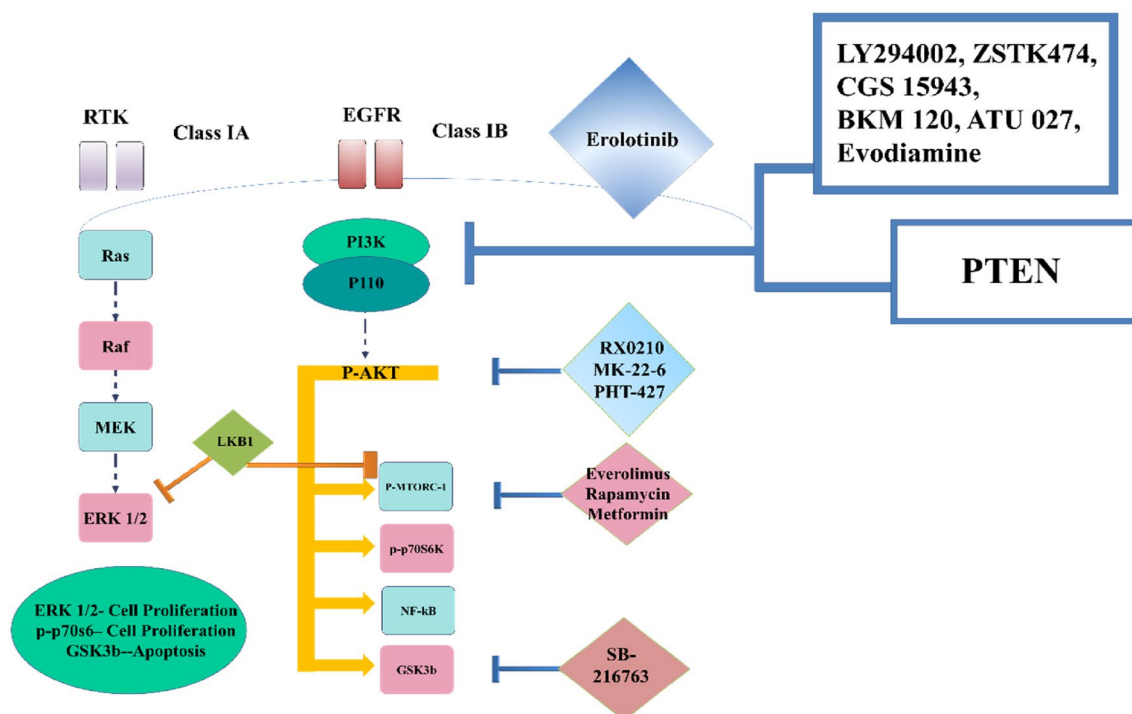 RTK
Class IA
EGFR
Class IB
Erolotinib
LY294002, ZSTK474,
CGS 15943,
BKM 120, ATU 027,
Evodiamine
PTEN
Ras
Raf
MEK
ERK 1/2
PI3K
P110
P-AKT
LKB1
P-MTORC-1
p-p70S6K
NF-kB
GSK3b
RX0210
MK-22-6
PHT-427
Everolimus
Rapamycin
Metformin
SB-
216763
ERK 1/2- Cell Proliferation
p-p70s6– Cell Proliferation
GSK3b--Apoptosis